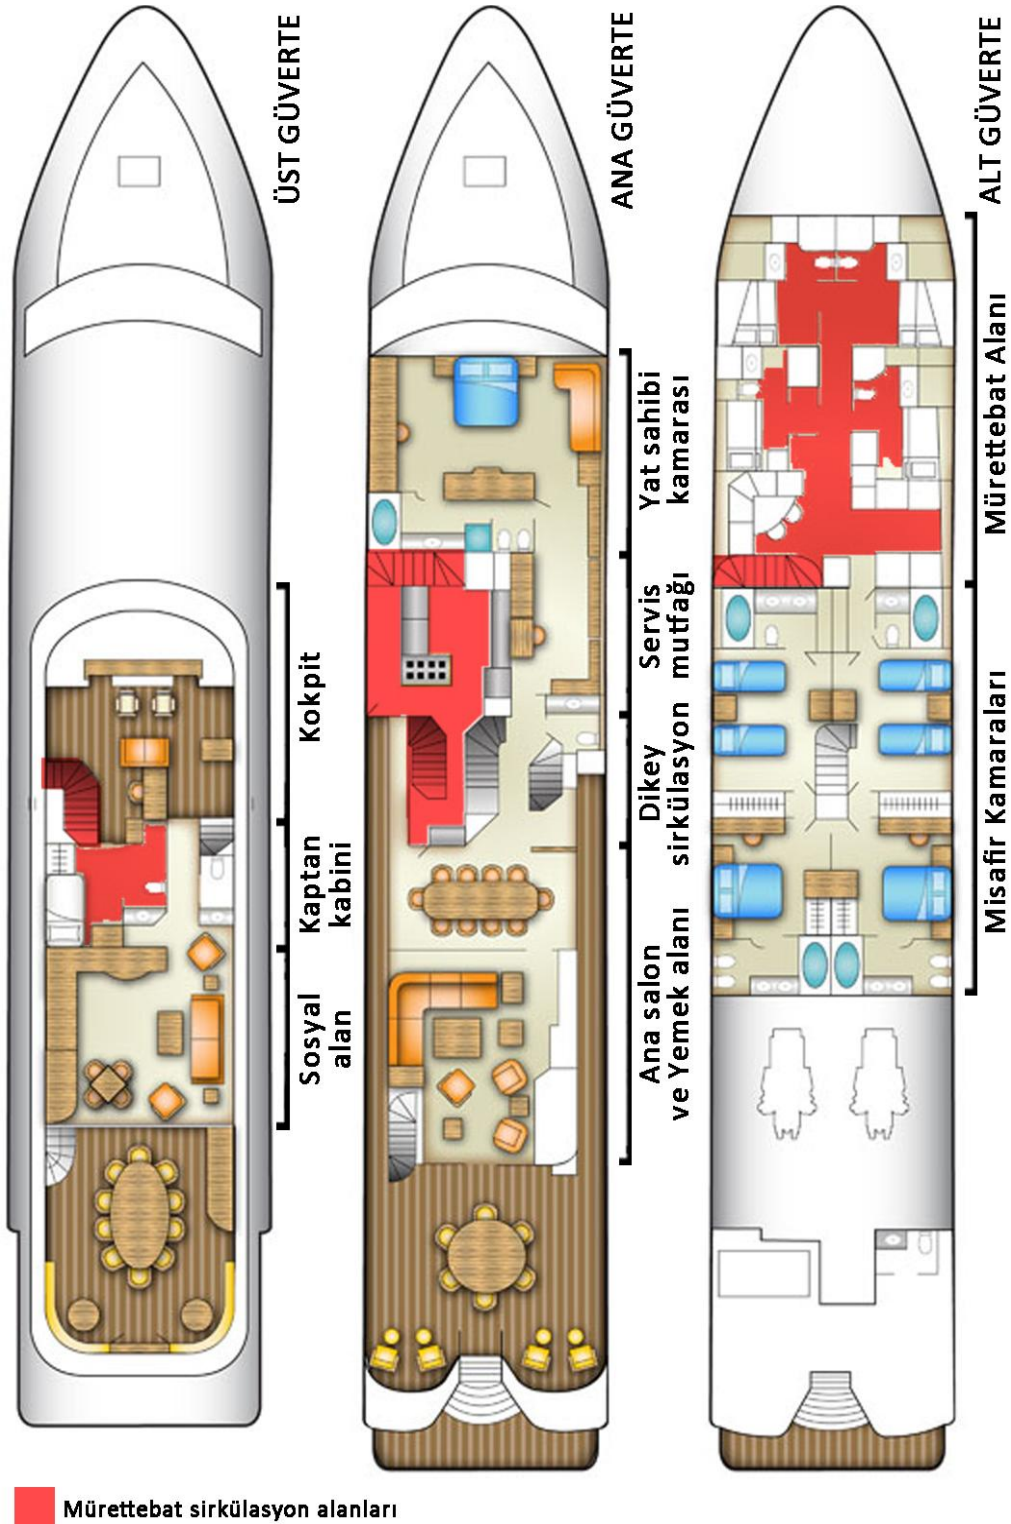 ÜST GÜVERTE
Kokpit
Kaptan
kabini
Sosyal
alan
ANA GÜVERTE
Yat sahibi
kamarası
Servis
mutfağı
Dikey
sirkülasyon
Ana salon
ve Yemek alanı
ALT GÜVERTE
Mürettebat Alanı
Misafir Kamaraları
Mürettebat sirkülasyon alanları